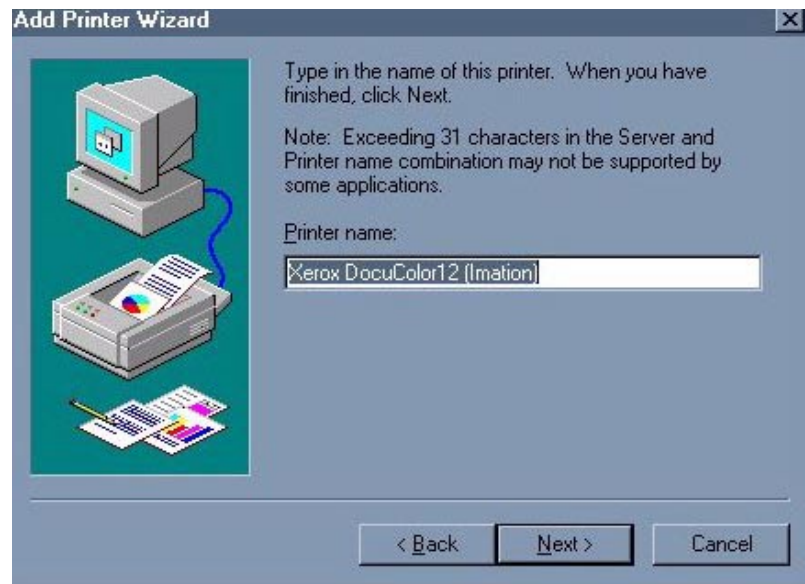 Add Printer Wizard
Type in the name of this printer. When you have
finished, click Next.
Note: Exceeding 31 characters in the Server and
Printer name combination may not be supported by
some applications.
Printer name:
Xerox DocuColor12 (Imation)
< Back Next > Cancel